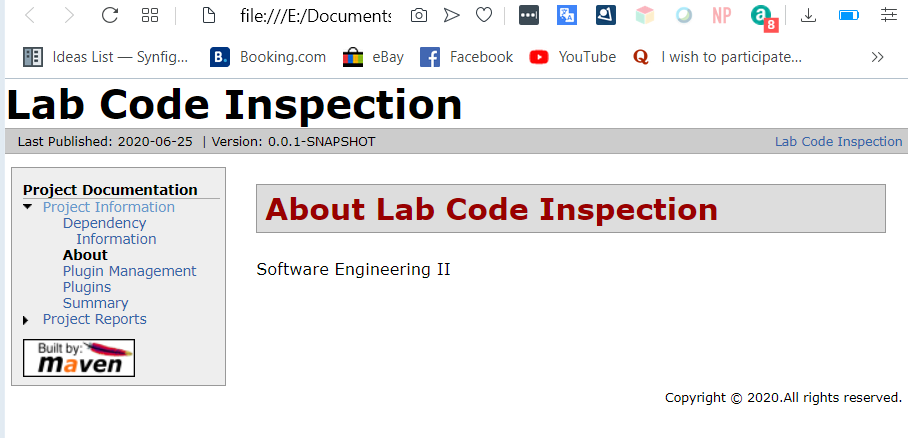 file:///E:/Documents
NP
8
Ideas List — Synfig...
B. Booking.com
eBay
Facebook
YouTube
Q I wish to participate...
Lab Code Inspection
Last Published: 2020-06-25 | Version: 0.0.1-SNAPSHOT
Lab Code Inspection
Project Documentation
Project Information
Dependency
Information
About
Plugin Management
Plugins
Summary
Project Reports
Built by:
maven
About Lab Code Inspection
Software Engineering II
Copyright © 2020.All rights reserved.